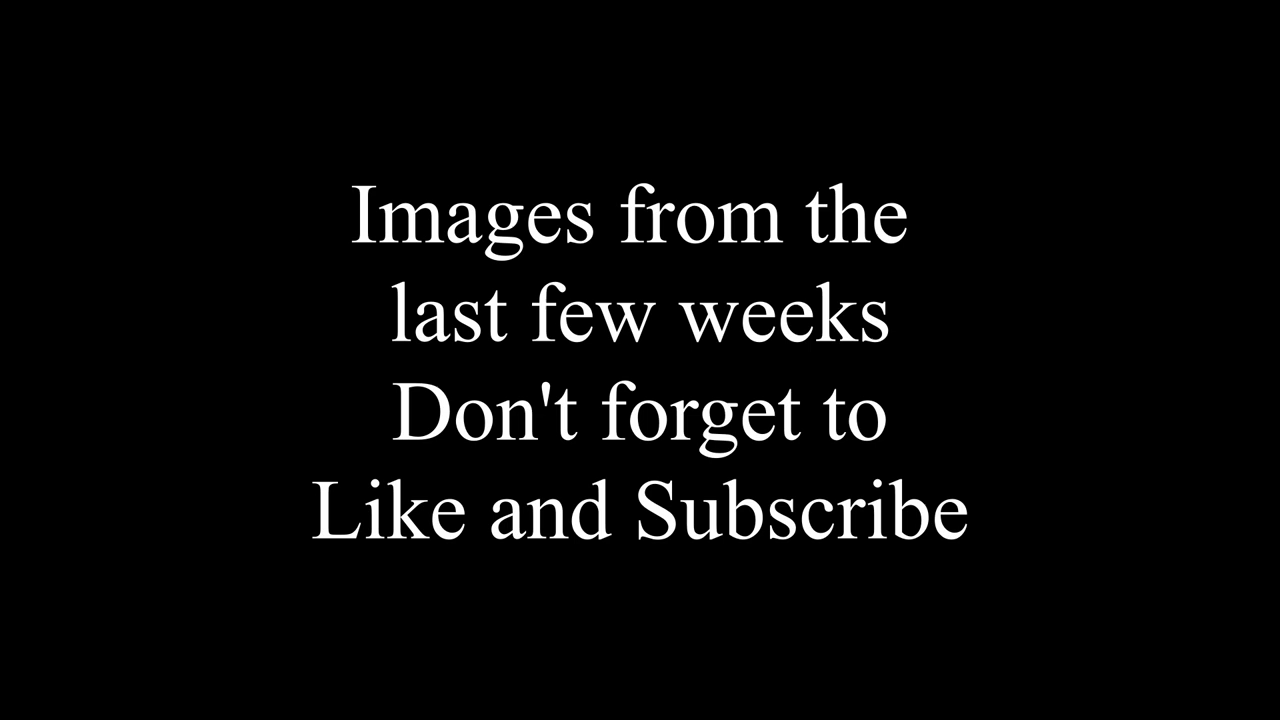 Images from the
last few weeks
Don't forget to
Like and Subscribe